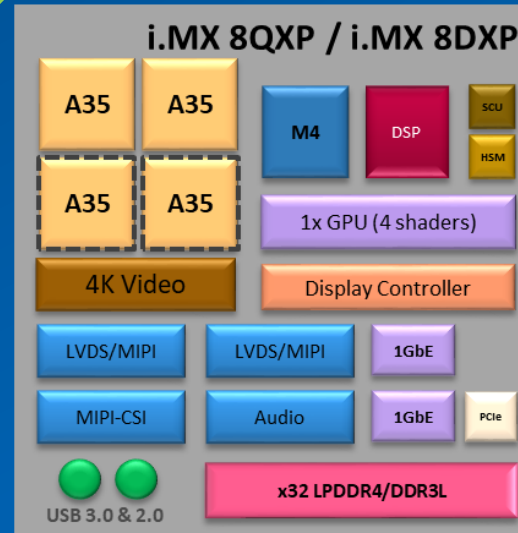 i.MX 8QXP / i.MX 8DXP
A35
A35
M4
DSP
SCU
HSM
A35
A35
1x GPU (4 shaders)
4K Video
Display Controller
LVDS/MIPI
LVDS/MIPI
1GbE
MIPI-CSI
Audio
1GbE
PCIe
USB 3.0 & 2.0
x32 LPDDR4/DDR3L